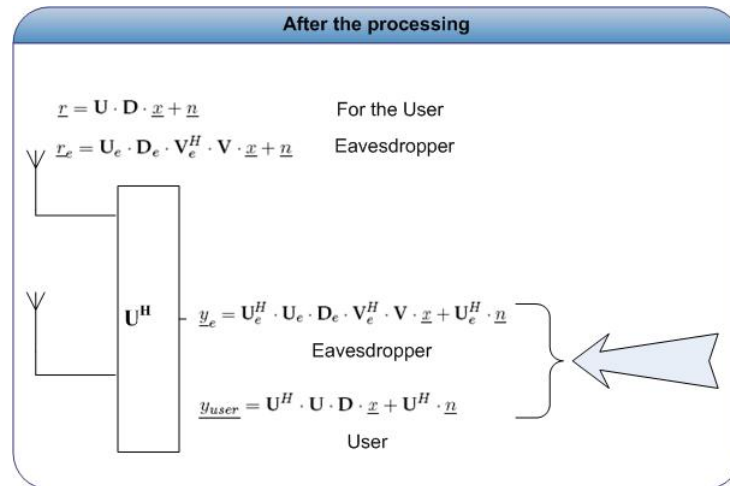 After the processing
r = U · D · x + n For the User
r_e = U_e · D_e · V_e^H · V · x + n Eavesdropper
U^H
y_e = U_e^H · U_e · D_e · V_e^H · V · x + U_e^H · n
Eavesdropper
y_user = U^H · U · D · x + U^H · n
User